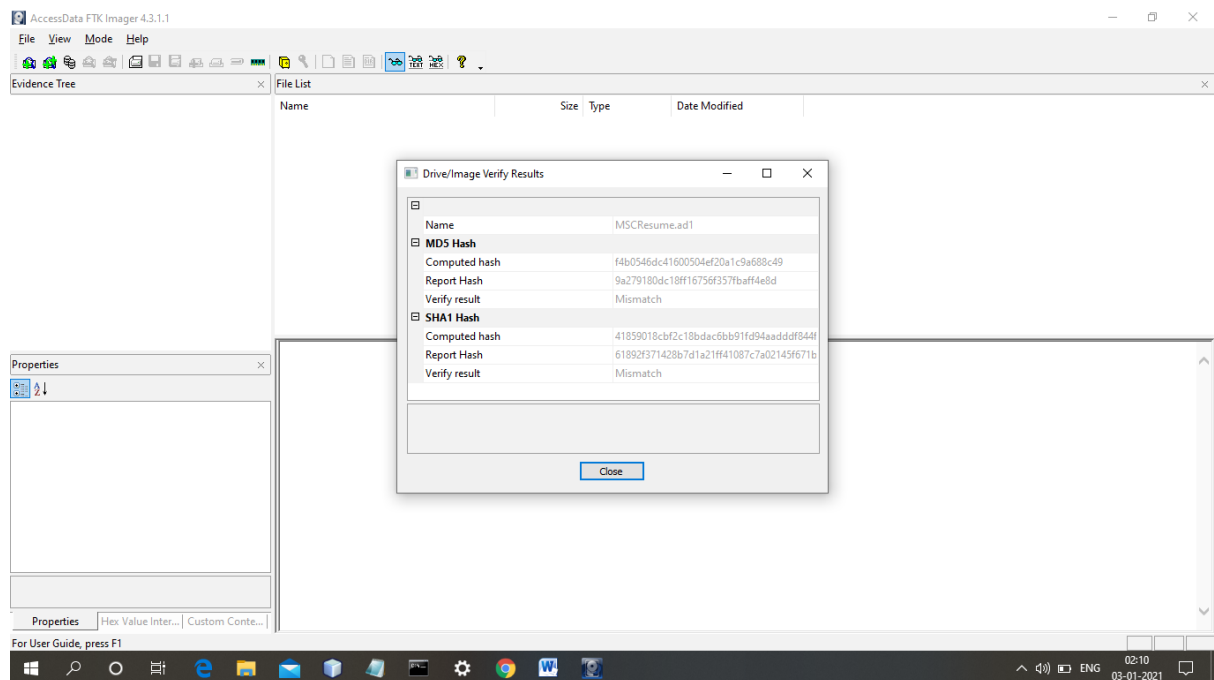 AccessData FTK Imager 4.3.1.1
File View Mode Help
Evidence Tree
File List
Name Size Type Date Modified
Drive/Image Verify Results
Name MSCResume.ad1
MD5 Hash
Computed hash f4b0546dc41600504ef20a1c9a688c49
Report Hash 9a279180dc18ff16756f357fbaff4e8d
Verify result Mismatch
SHA1 Hash
Computed hash 41859018cbf2c18bdac6bb91fd94aadddf844f
Report Hash 61892f371428b7d1a21ff41087c7a02145f671b
Verify result Mismatch
Close
Properties
Properties Hex Value Inter... Custom Conte...
For User Guide, press F1
ENG
02:10
03-01-2021